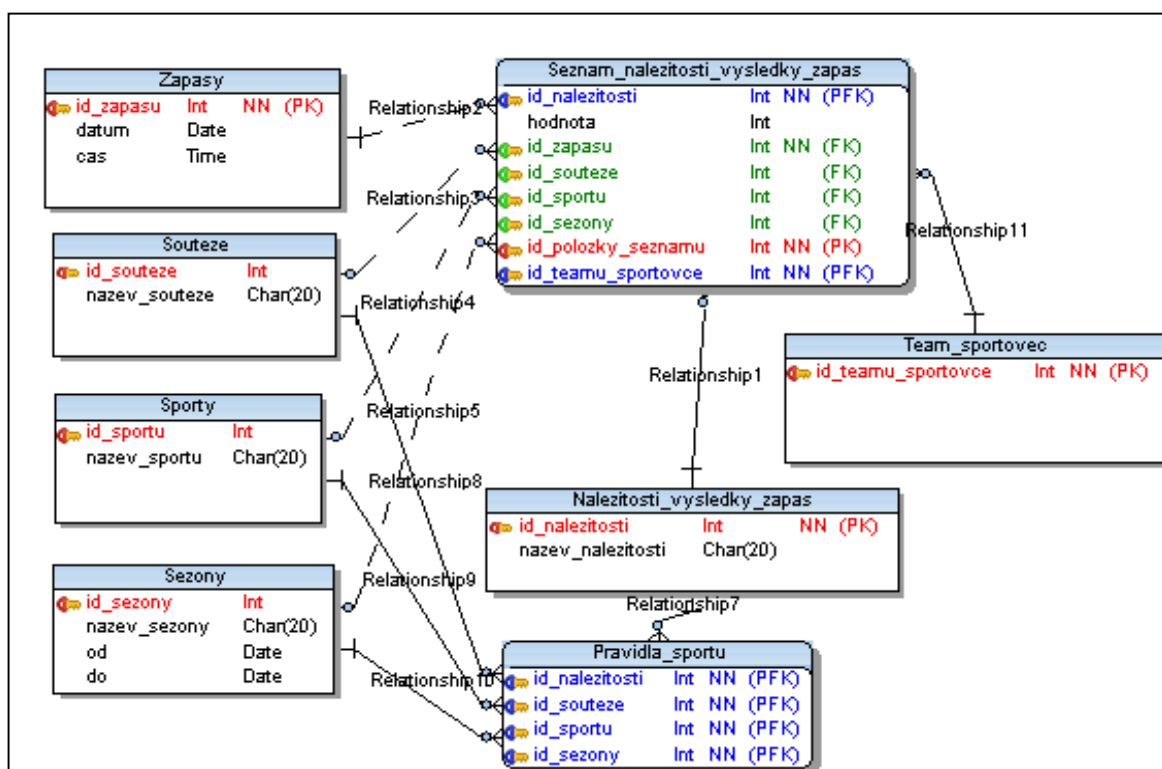 Zapasy
id_zapasu Int NN (PK)
datum Date
cas Time
Souteze
id_souteze Int
nazev_souteze Char(20)
Sporty
id_sportu Int
nazev_sportu Char(20)
Sezony
id_sezony Int
nazev_sezony Char(20)
od Date
do Date
Relationship2
Relationship3
Relationship4
Relationship5
Relationship8
Relationship9
Relationship10
Seznam_nalezitosti_vysledky_zapas
id_nalezitosti Int NN (PFK)
hodnota Int
id_zapasu Int NN (FK)
id_souteze Int (FK)
id_sportu Int (FK)
id_sezony Int (FK)
id_polozky_seznamu Int NN (PK)
id_teamu_sportovce Int NN (PFK)
Relationship11
Team_sportovec
id_teamu_sportovce Int NN (PK)
Relationship1
Nalezitosti_vysledky_zapas
id_nalezitosti Int NN (PK)
nazev_nalezitosti Char(20)
Relationship7
Pravidla_sportu
id_nalezitosti Int NN (PFK)
id_souteze Int NN (PFK)
id_sportu Int NN (PFK)
id_sezony Int NN (PFK)